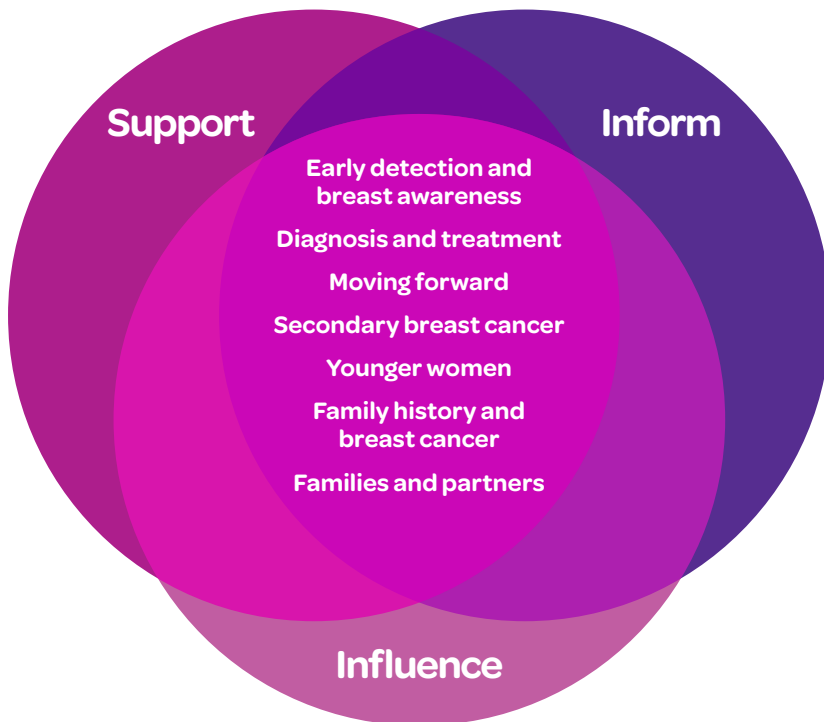 Support
Inform
Early detection and
breast awareness
Diagnosis and treatment
Moving forward
Secondary breast cancer
Younger women
Family history and
breast cancer
Families and partners
Influence